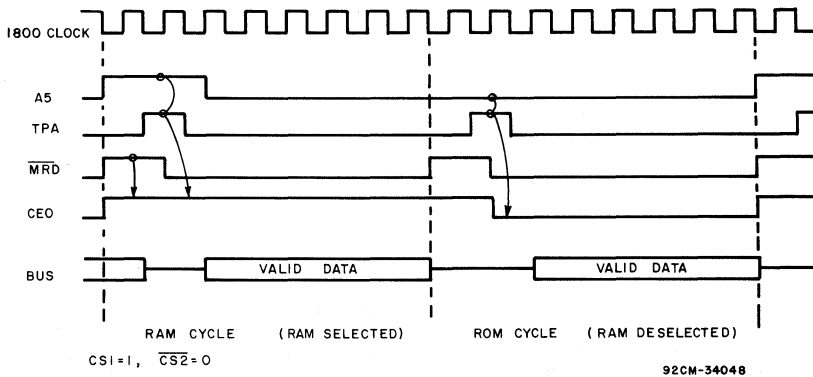 1800 CLOCK
A5
TPA
MRD
CEO
BUS
VALID DATA
VALID DATA
RAM CYCLE (RAM SELECTED)
ROM CYCLE (RAM DESELECTED)
CS1=1, CS2=0
92CM-34048